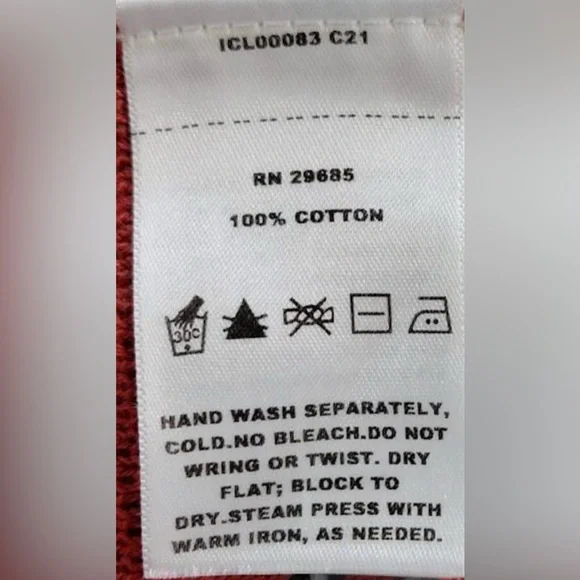 ICL00083 C21
RN 29685
100% COTTON
30C
HAND WASH SEPARATELY,
COLD.NO BLEACH.DO NOT
WRING OR TWIST. DRY
FLAT; BLOCK TO
DRY.STEAM PRESS WITH
WARM IRON, AS NEEDED.